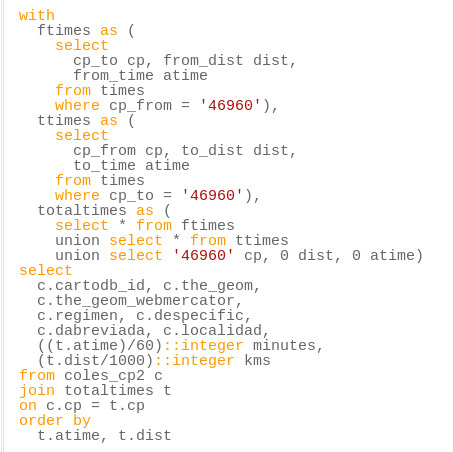 with
  ftimes as (
    select
      cp_to cp, from_dist dist,
      from_time atime
    from times
    where cp_from = '46960'),
  ttimes as (
    select
      cp_from cp, to_dist dist,
      to_time atime
    from times
    where cp_to = '46960'),
  totaltimes as (
    select * from ftimes
    union select * from ttimes
    union select '46960' cp, 0 dist, 0 atime)
select
  c.cartodb_id, c.the_geom,
  c.the_geom_webmercator,
  c.regimen, c.despecific,
  c.dabreviada, c.localidad,
  ((t.atime)/60)::integer minutes,
  (t.dist/1000)::integer kms
from coles_cp2 c
join totaltimes t
on c.cp = t.cp
order by
  t.atime, t.dist